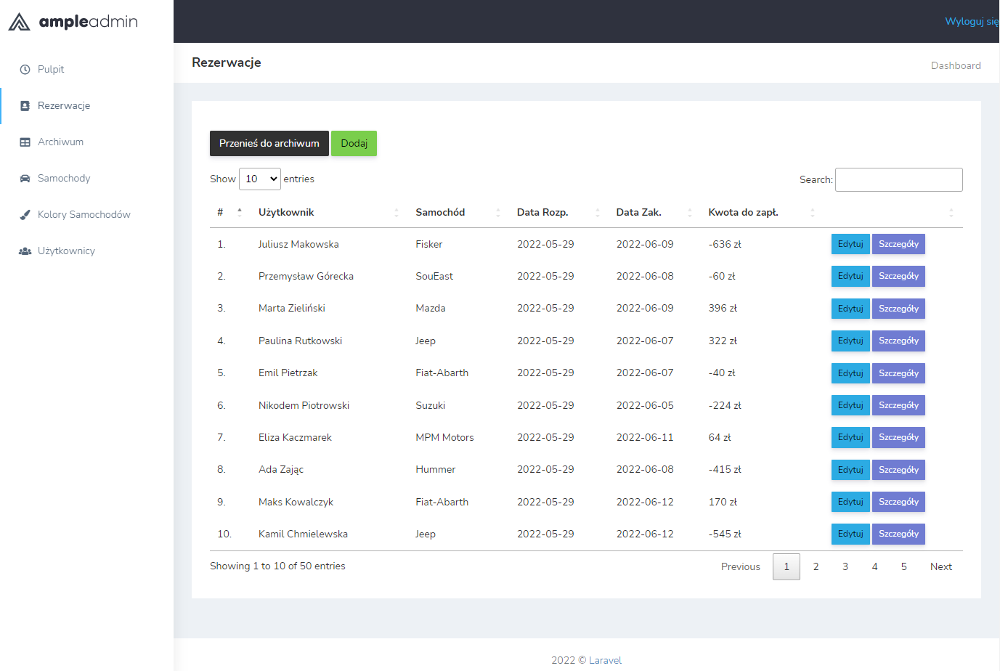 ampleadmin
Wyloguj się
Pulpit
Rezerwacje
Archiwum
Samochody
Kolory Samochodów
Użytkownicy
Rezerwacje
Dashboard
Przenieś do archiwum Dodaj
Show 10 entries
Search:
# Użytkownik Samochód Data Rozp. Data Zak. Kwota do zapł.
1. Juliusz Makowska Fisker 2022-05-29 2022-06-09 -636 zł Edytuj Szczegóły
2. Przemysław Górecka SouEast 2022-05-29 2022-06-08 -60 zł Edytuj Szczegóły
3. Marta Zieliński Mazda 2022-05-29 2022-06-09 396 zł Edytuj Szczegóły
4. Paulina Rutkowski Jeep 2022-05-29 2022-06-07 322 zł Edytuj Szczegóły
5. Emil Pietrzak Fiat-Abarth 2022-05-29 2022-06-07 -40 zł Edytuj Szczegóły
6. Nikodem Piotrowski Suzuki 2022-05-29 2022-06-05 -224 zł Edytuj Szczegóły
7. Eliza Kaczmarek MPM Motors 2022-05-29 2022-06-11 64 zł Edytuj Szczegóły
8. Ada Zając Hummer 2022-05-29 2022-06-08 -415 zł Edytuj Szczegóły
9. Maks Kowalczyk Fiat-Abarth 2022-05-29 2022-06-12 170 zł Edytuj Szczegóły
10. Kamil Chmielewska Jeep 2022-05-29 2022-06-12 -545 zł Edytuj Szczegóły
Showing 1 to 10 of 50 entries
Previous 1 2 3 4 5 Next
2022 © Laravel